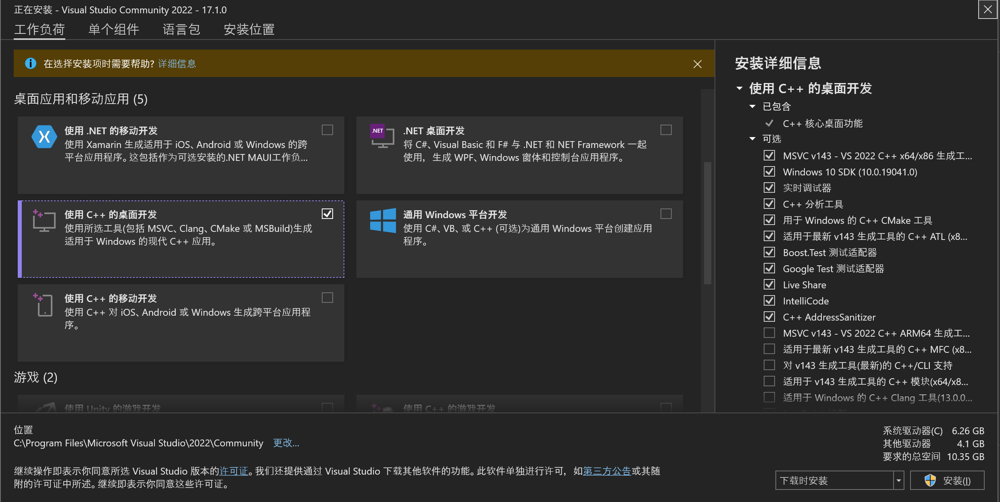 正在安装 - Visual Studio Community 2022 - 17.1.0
工作负荷 单个组件 语言包 安装位置
在选择安装项时需要帮助? 详细信息
桌面应用和移动应用 (5)
使用 .NET 的移动开发
使用 Xamarin 生成适用于 iOS、Android 或 Windows 的跨
平台应用程序。这包括作为可选安装的.NET MAUI工作负...
.NET
.NET 桌面开发
将 C#、Visual Basic 和 F# 与 .NET 和 NET Framework 一起
使用，生成 WPF、Windows 窗体和控制台应用程序。
使用 C++ 的桌面开发
使用所选工具(包括 MSVC、Clang、CMake 或 MSBuild)生成
适用于 Windows 的现代 C++ 应用。
通用 Windows 平台开发
使用 C#、VB、或 C++ (可选)为通用 Windows 平台创建应用
程序。
使用 C++ 的移动开发
使用 C++ 对 iOS、Android 或 Windows 生成跨平台应用程
序。
游戏 (2)
使用 Unity 的游戏开发
使用 C++ 的游戏开发
安装详细信息
使用 C++ 的桌面开发
已包含
C++ 核心桌面功能
可选
MSVC v143 - VS 2022 C++ x64/x86 生成工...
Windows 10 SDK (10.0.19041.0)
实时调试器
C++ 分析工具
用于 Windows 的 C++ CMake 工具
适用于最新 v143 生成工具的 C++ ATL (x8...
Boost.Test 测试适配器
Google Test 测试适配器
Live Share
IntelliCode
C++ AddressSanitizer
MSVC v143 - VS 2022 C++ ARM64 生成工...
适用于最新 v143 生成工具的 C++ MFC (x8...
对 v143 生成工具(最新)的 C++/CLI 支持
适用于 v143 生成工具的 C++ 模块(x64/x8...
适用于 Windows 的 C++ Clang 工具(13.0.0...
位置
C:\Program Files\Microsoft Visual Studio\2022\Community 更改...
继续操作即表示你同意所选 Visual Studio 版本的许可证。我们还提供通过 Visual Studio 下载其他软件的功能。此软件单独进行许可，如第三方公告或其随
附的许可证中所述。继续即表示你同意这些许可证。
系统驱动器(C) 6.26 GB
其他驱动器 4.1 GB
要求的总空间 10.35 GB
下载时安装
安装(I)